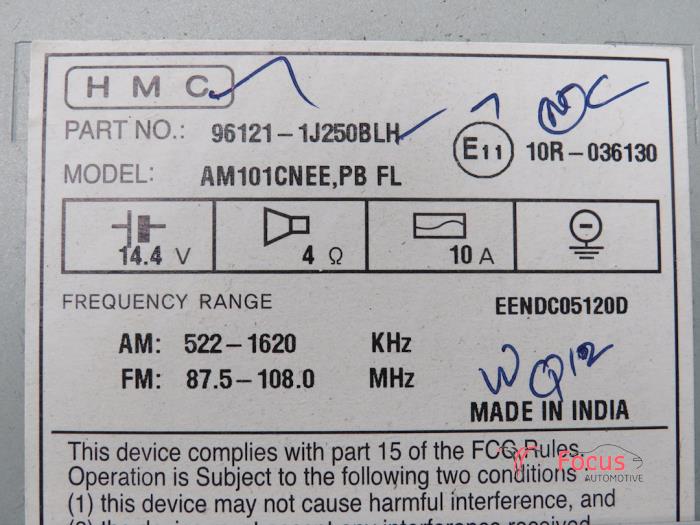 HMC
PART NO.: 96121-1J250BLH
MODEL: AM101CNEE,PB FL
E11 10R-036130
14.4 V 4 Ω 10 A
FREQUENCY RANGE EENDC05120D
AM: 522-1620 KHz
FM: 87.5-108.0 MHz
MADE IN INDIA
This device complies with part 15 of the FCC Rules.
Operation is Subject to the following two conditions
(1) this device may not cause harmful interference, and
Focus
AUTOMOTIVE